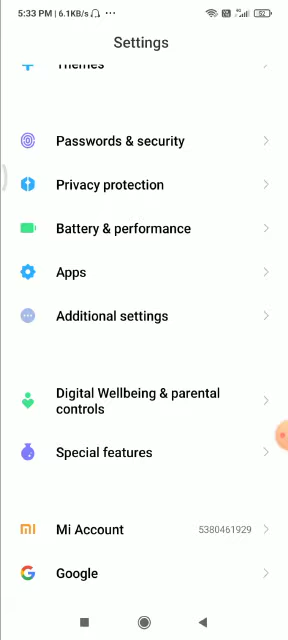 5:33 PM | 6.1KB/s
Settings
Themes
Passwords & security
Privacy protection
Battery & performance
Apps
Additional settings
Digital Wellbeing & parental
controls
Special features
Mi Account 5380461929
Google